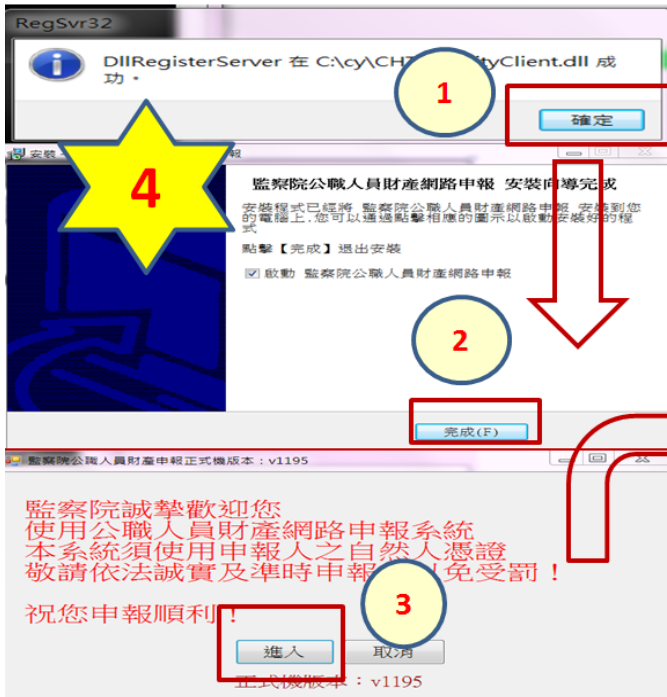 RegSvr32
DllRegisterServer 在 C:\cy\CHT tyClient.dll 成
功。
1
確定
安裝 報
4
監察院公職人員財產網路申報 安裝向導完成
安裝程式已經將 監察院公職人員財產網路申報 安裝到您
的電腦上.您可以通過點擊相應的圖示以啟動安裝好的程
式
點擊【完成】退出安裝
啟動 監察院公職人員財產網路申報
2
完成(F)
監察院公職人員財產申報正式機版本：v1195
監察院誠摯歡迎您
使用公職人員財產網路申報系統
本系統須使用申報人之自然人憑證
敬請依法誠實及準時申報 以免受罰！
祝您申報順利！
3
進入
取消
正式機版本：v1195